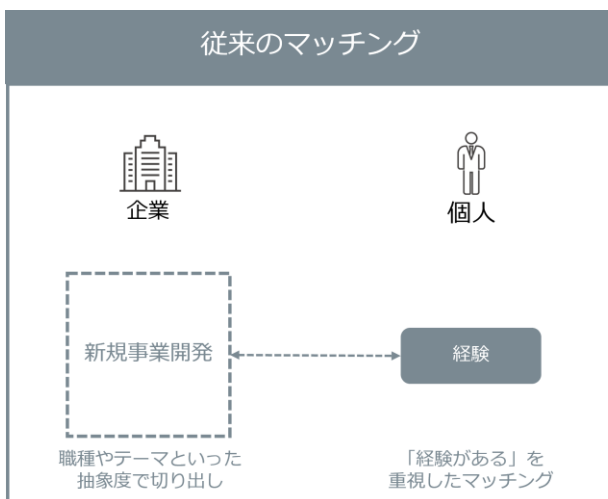 従来のマッチング
企業
個人
新規事業開発
経験
職種やテーマといった
抽象度で切り出し
「経験がある」を
重視したマッチング